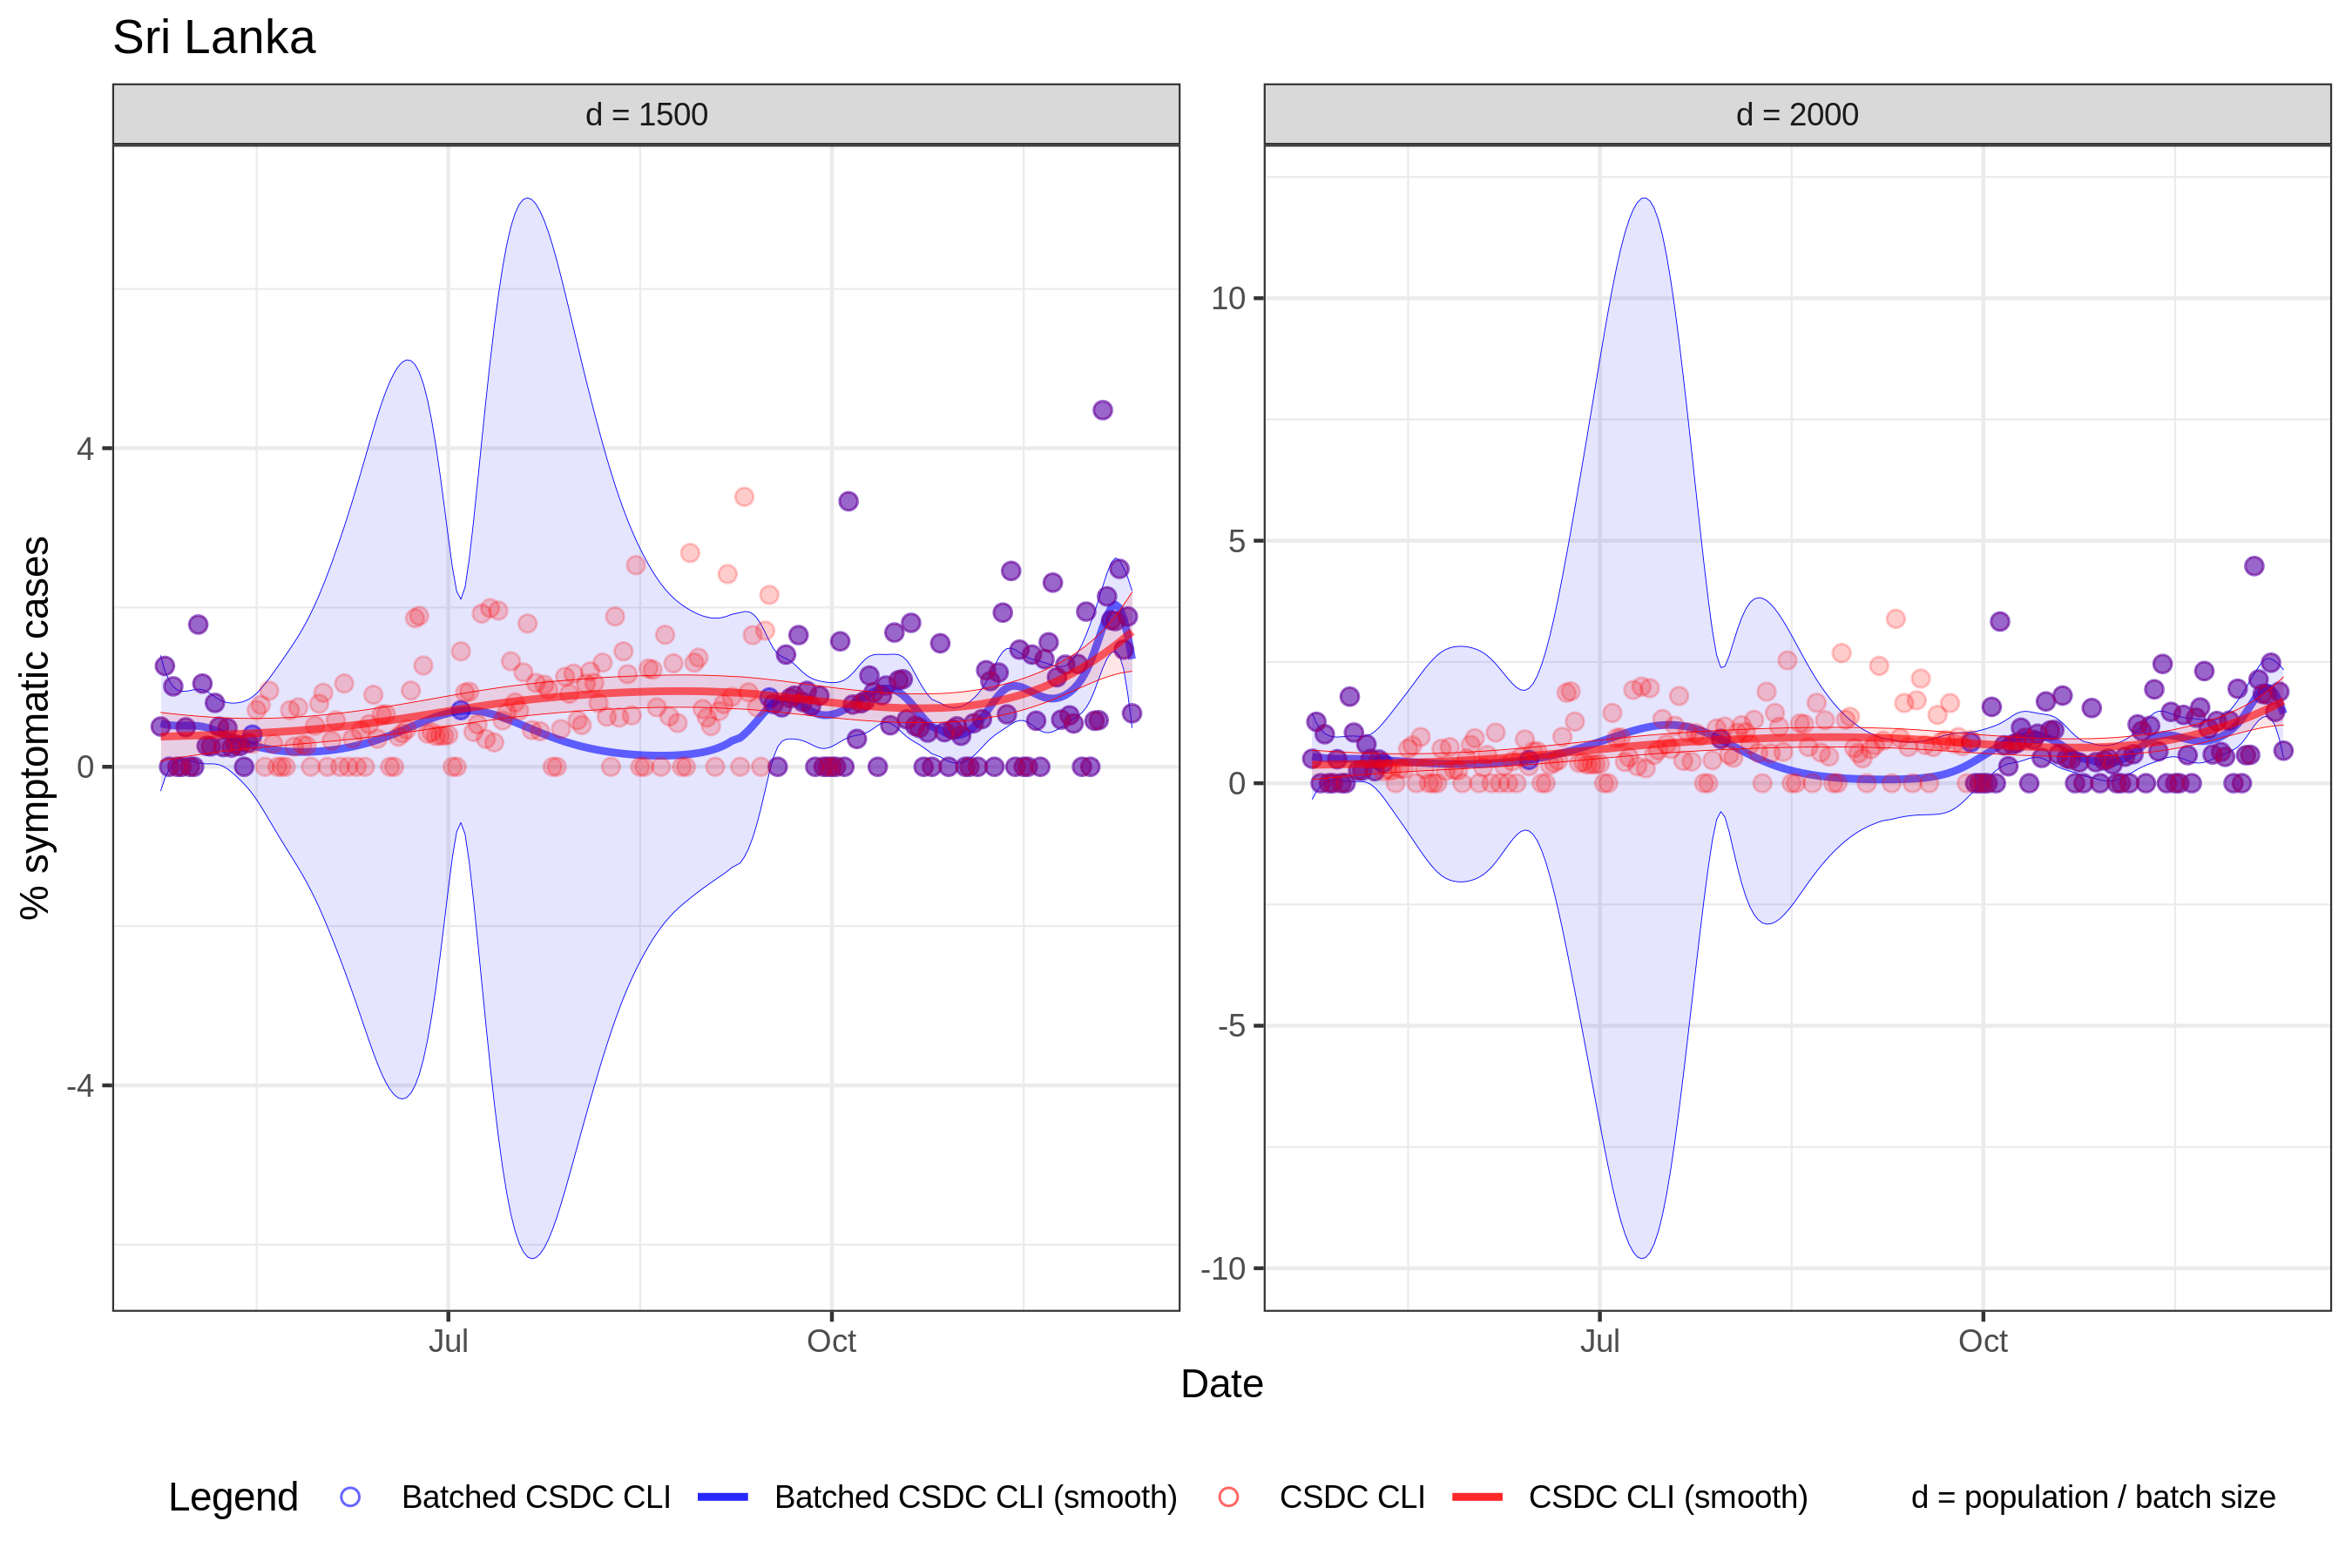 Sri Lanka
d = 1500
d = 2000
% symptomatic cases
4
0
-4
10
5
0
-5
-10
Jul
Oct
Jul
Oct
Date
Legend
Batched CSDC CLI
Batched CSDC CLI (smooth)
CSDC CLI
CSDC CLI (smooth)
d = population / batch size